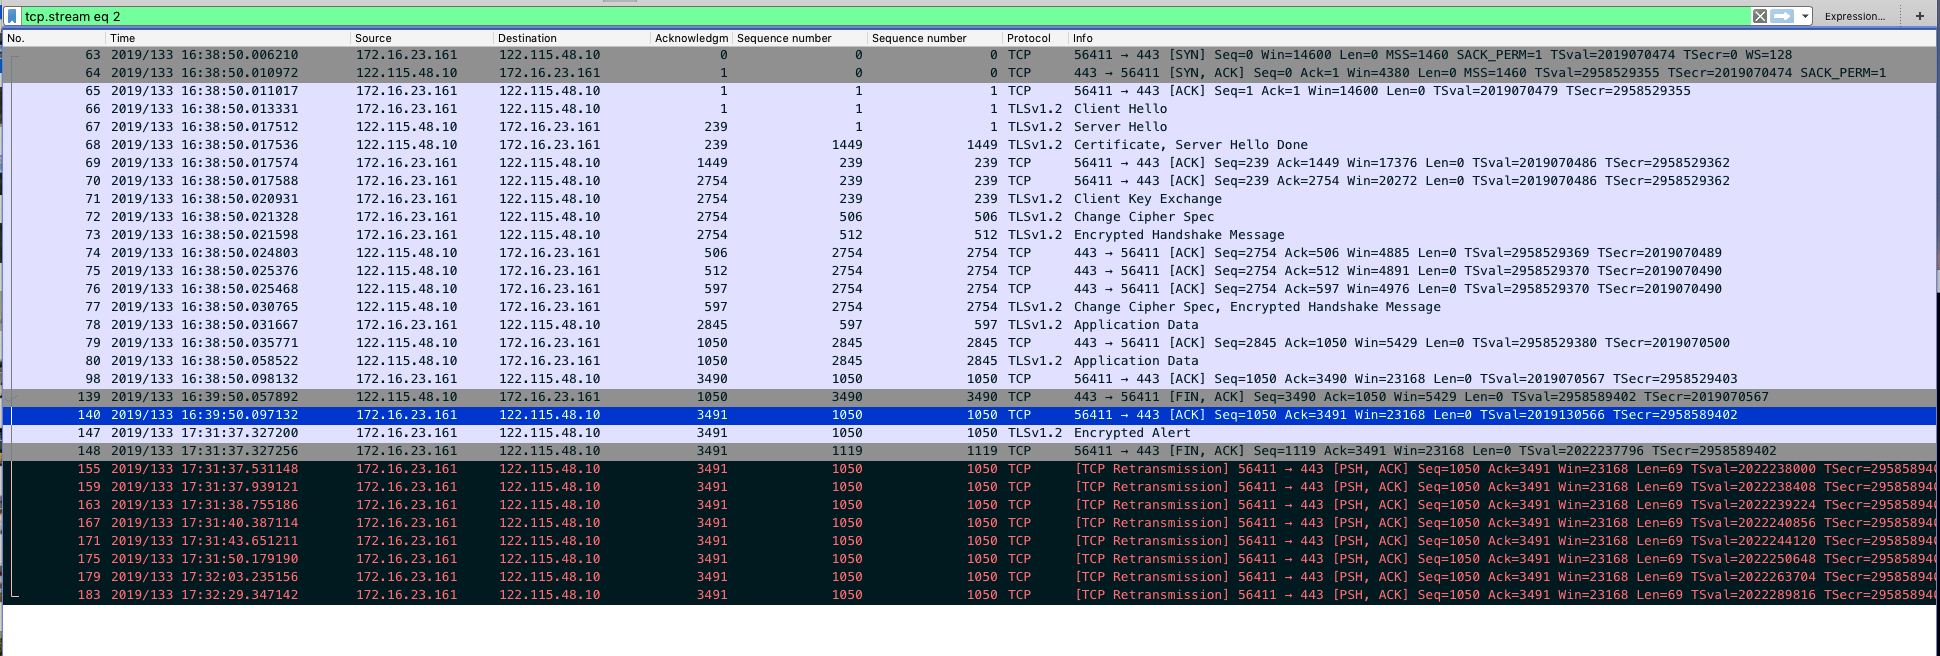 tcp.stream eq 2 Expression... +
No. Time Source Destination Acknowledgm Sequence number Sequence number Protocol Info
63 2019/133 16:38:50.006210 172.16.23.161 122.115.48.10 0 0 0 TCP 56411 → 443 [SYN] Seq=0 Win=14600 Len=0 MSS=1460 SACK_PERM=1 TSval=2019070474 TSecr=0 WS=128
64 2019/133 16:38:50.010972 122.115.48.10 172.16.23.161 1 0 0 TCP 443 → 56411 [SYN, ACK] Seq=0 Ack=1 Win=4380 Len=0 MSS=1460 TSval=2958529355 TSecr=2019070474 SACK_PERM=1
65 2019/133 16:38:50.011017 172.16.23.161 122.115.48.10 1 1 1 TCP 56411 → 443 [ACK] Seq=1 Ack=1 Win=14600 Len=0 TSval=2019070479 TSecr=2958529355
66 2019/133 16:38:50.013331 172.16.23.161 122.115.48.10 1 1 1 TLSv1.2 Client Hello
67 2019/133 16:38:50.017512 122.115.48.10 172.16.23.161 239 1 1 TLSv1.2 Server Hello
68 2019/133 16:38:50.017536 122.115.48.10 172.16.23.161 239 1449 1449 TLSv1.2 Certificate, Server Hello Done
69 2019/133 16:38:50.017574 172.16.23.161 122.115.48.10 1449 239 239 TCP 56411 → 443 [ACK] Seq=239 Ack=1449 Win=17376 Len=0 TSval=2019070486 TSecr=2958529362
70 2019/133 16:38:50.017588 172.16.23.161 122.115.48.10 2754 239 239 TCP 56411 → 443 [ACK] Seq=239 Ack=2754 Win=20272 Len=0 TSval=2019070486 TSecr=2958529362
71 2019/133 16:38:50.020931 172.16.23.161 122.115.48.10 2754 239 239 TLSv1.2 Client Key Exchange
72 2019/133 16:38:50.021328 172.16.23.161 122.115.48.10 2754 506 506 TLSv1.2 Change Cipher Spec
73 2019/133 16:38:50.021598 172.16.23.161 122.115.48.10 2754 512 512 TLSv1.2 Encrypted Handshake Message
74 2019/133 16:38:50.024803 122.115.48.10 172.16.23.161 506 2754 2754 TCP 443 → 56411 [ACK] Seq=2754 Ack=506 Win=4885 Len=0 TSval=2958529369 TSecr=2019070489
75 2019/133 16:38:50.025376 122.115.48.10 172.16.23.161 512 2754 2754 TCP 443 → 56411 [ACK] Seq=2754 Ack=512 Win=4891 Len=0 TSval=2958529370 TSecr=2019070490
76 2019/133 16:38:50.025468 122.115.48.10 172.16.23.161 597 2754 2754 TCP 443 → 56411 [ACK] Seq=2754 Ack=597 Win=4976 Len=0 TSval=2958529370 TSecr=2019070490
77 2019/133 16:38:50.030765 122.115.48.10 172.16.23.161 597 2754 2754 TLSv1.2 Change Cipher Spec, Encrypted Handshake Message
78 2019/133 16:38:50.031667 172.16.23.161 122.115.48.10 2845 597 597 TLSv1.2 Application Data
79 2019/133 16:38:50.035771 122.115.48.10 172.16.23.161 1050 2845 2845 TCP 443 → 56411 [ACK] Seq=2845 Ack=1050 Win=5429 Len=0 TSval=2958529380 TSecr=2019070500
80 2019/133 16:38:50.058522 122.115.48.10 172.16.23.161 1050 2845 2845 TLSv1.2 Application Data
98 2019/133 16:38:50.098132 172.16.23.161 122.115.48.10 3490 1050 1050 TCP 56411 → 443 [ACK] Seq=1050 Ack=3490 Win=23168 Len=0 TSval=2019070567 TSecr=2958529403
139 2019/133 16:39:50.057892 122.115.48.10 172.16.23.161 1050 3490 3490 TCP 443 → 56411 [FIN, ACK] Seq=3490 Ack=1050 Win=5429 Len=0 TSval=2958589402 TSecr=2019070567
140 2019/133 16:39:50.097132 172.16.23.161 122.115.48.10 3491 1050 1050 TCP 56411 → 443 [ACK] Seq=1050 Ack=3491 Win=23168 Len=0 TSval=2019130566 TSecr=2958589402
147 2019/133 17:31:37.327200 172.16.23.161 122.115.48.10 3491 1050 1050 TLSv1.2 Encrypted Alert
148 2019/133 17:31:37.327256 172.16.23.161 122.115.48.10 3491 1119 1119 TCP 56411 → 443 [FIN, ACK] Seq=1119 Ack=3491 Win=23168 Len=0 TSval=2022237796 TSecr=2958589402
155 2019/133 17:31:37.531148 172.16.23.161 122.115.48.10 3491 1050 1050 TCP [TCP Retransmission] 56411 → 443 [PSH, ACK] Seq=1050 Ack=3491 Win=23168 Len=69 TSval=2022238000 TSecr=295858940
159 2019/133 17:31:37.939121 172.16.23.161 122.115.48.10 3491 1050 1050 TCP [TCP Retransmission] 56411 → 443 [PSH, ACK] Seq=1050 Ack=3491 Win=23168 Len=69 TSval=2022238408 TSecr=295858940
163 2019/133 17:31:38.755186 172.16.23.161 122.115.48.10 3491 1050 1050 TCP [TCP Retransmission] 56411 → 443 [PSH, ACK] Seq=1050 Ack=3491 Win=23168 Len=69 TSval=2022239224 TSecr=295858940
167 2019/133 17:31:40.387114 172.16.23.161 122.115.48.10 3491 1050 1050 TCP [TCP Retransmission] 56411 → 443 [PSH, ACK] Seq=1050 Ack=3491 Win=23168 Len=69 TSval=2022240856 TSecr=295858940
171 2019/133 17:31:43.651211 172.16.23.161 122.115.48.10 3491 1050 1050 TCP [TCP Retransmission] 56411 → 443 [PSH, ACK] Seq=1050 Ack=3491 Win=23168 Len=69 TSval=2022244120 TSecr=295858940
175 2019/133 17:31:50.179190 172.16.23.161 122.115.48.10 3491 1050 1050 TCP [TCP Retransmission] 56411 → 443 [PSH, ACK] Seq=1050 Ack=3491 Win=23168 Len=69 TSval=2022250648 TSecr=295858940
179 2019/133 17:32:03.235156 172.16.23.161 122.115.48.10 3491 1050 1050 TCP [TCP Retransmission] 56411 → 443 [PSH, ACK] Seq=1050 Ack=3491 Win=23168 Len=69 TSval=2022263704 TSecr=295858940
183 2019/133 17:32:29.347142 172.16.23.161 122.115.48.10 3491 1050 1050 TCP [TCP Retransmission] 56411 → 443 [PSH, ACK] Seq=1050 Ack=3491 Win=23168 Len=69 TSval=2022289816 TSecr=295858940